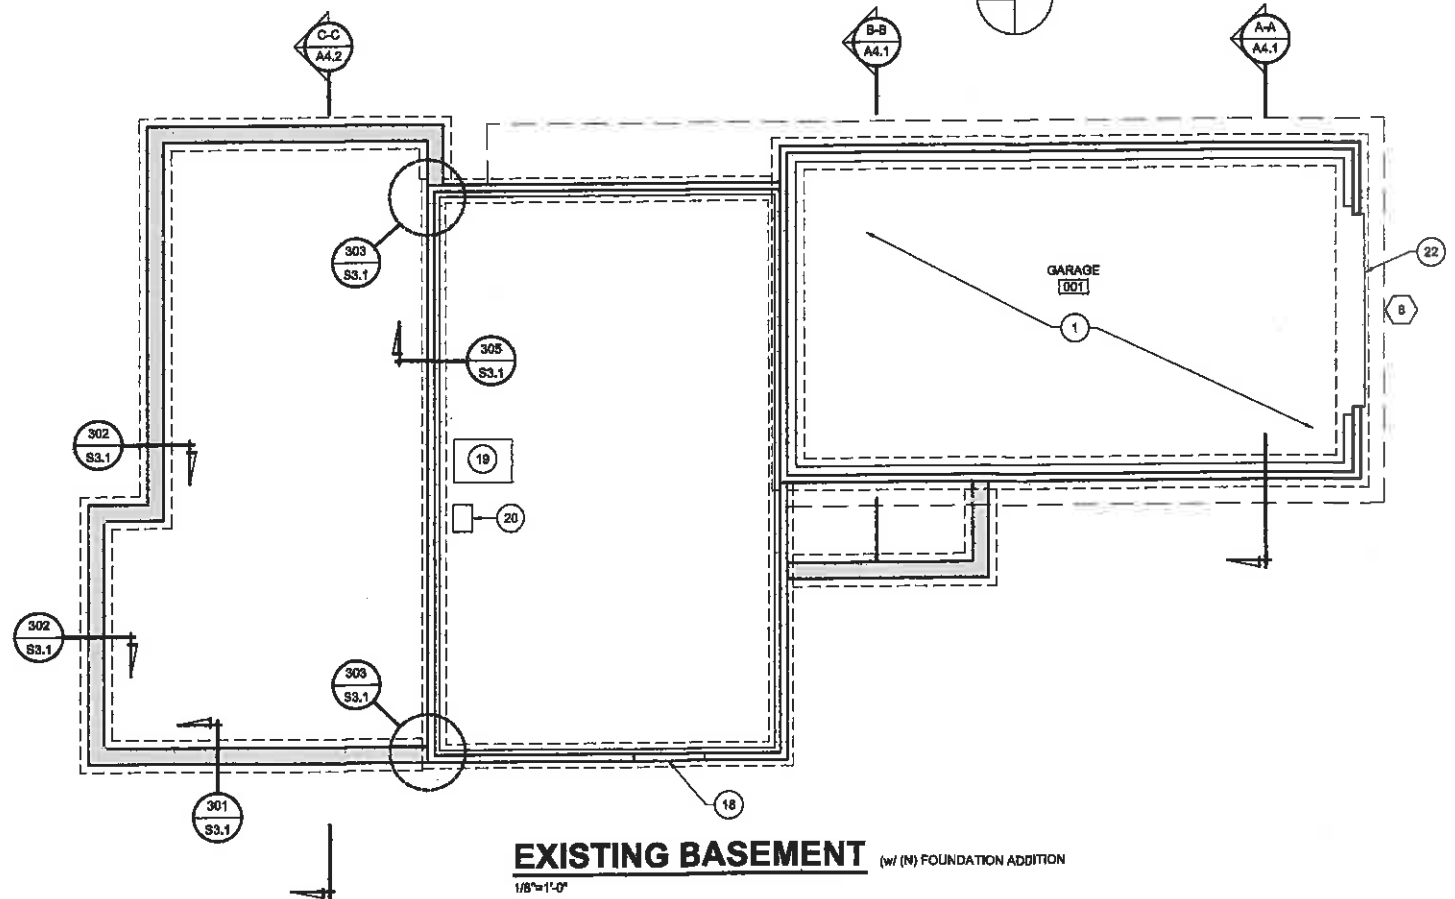 C-C
A4.2
B-B
A4.1
A-A
A4.1
303
S3.1
GARAGE
001
22
8
1
305
S3.1
302
S3.1
19
20
302
S3.1
303
S3.1
301
S3.1
18
EXISTING BASEMENT (w/ (N) FOUNDATION ADDITION
1/8"=1'-0"